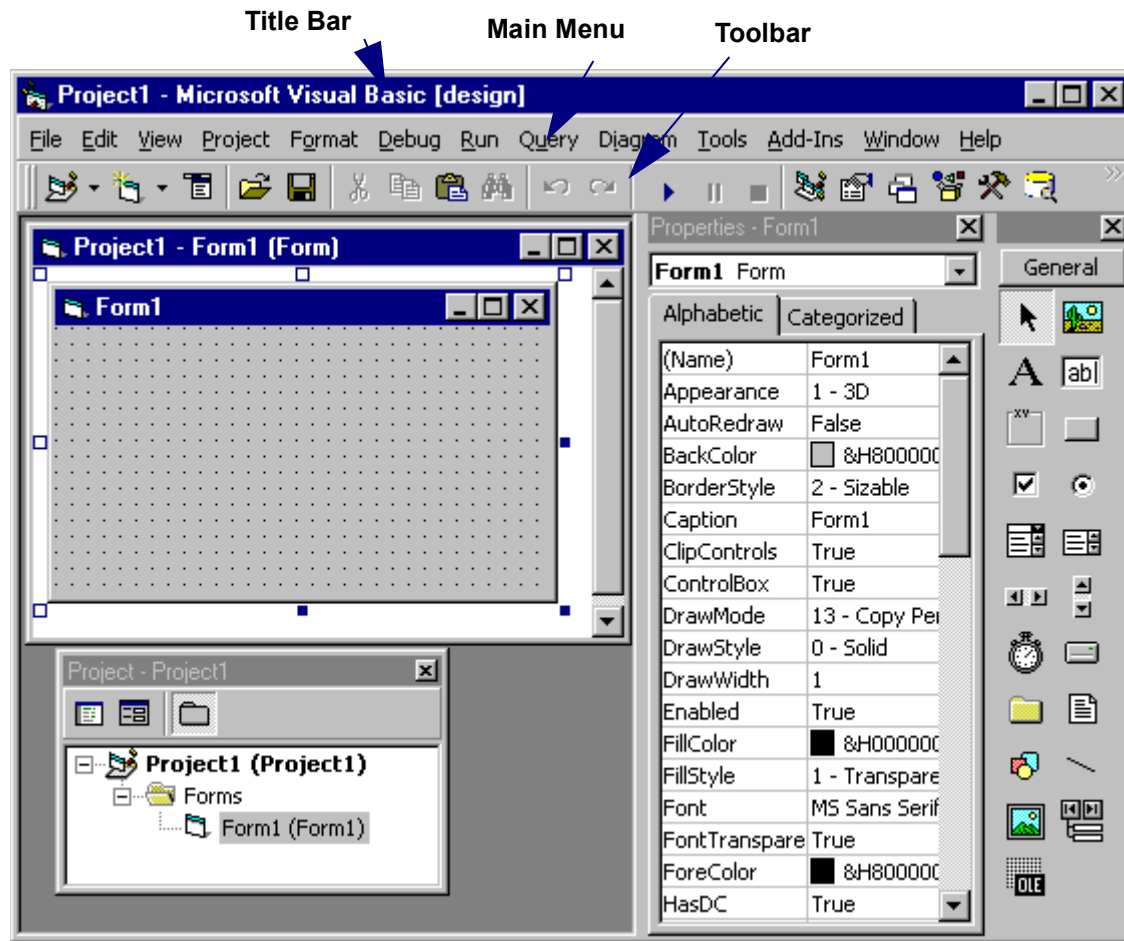 Title Bar
Main Menu
Toolbar
Project1 - Microsoft Visual Basic [design]
File Edit View Project Format Debug Run Query Diagram Tools Add-Ins Window Help
Project1 - Form1 (Form)
Form1
Properties - Form1
Form1 Form
Alphabetic Categorized
(Name) Form1
Appearance 1 - 3D
AutoRedraw False
BackColor &H800000
BorderStyle 2 - Sizable
Caption Form1
ClipControls True
ControlBox True
DrawMode 13 - Copy Pe
DrawStyle 0 - Solid
DrawWidth 1
Enabled True
FillColor &H000000
FillStyle 1 - Transpare
Font MS Sans Serif
FontTranspare True
ForeColor &H800000
HasDC True
General
A ab|
XY
OLE
Project - Project1
Project1 (Project1)
Forms
Form1 (Form1)